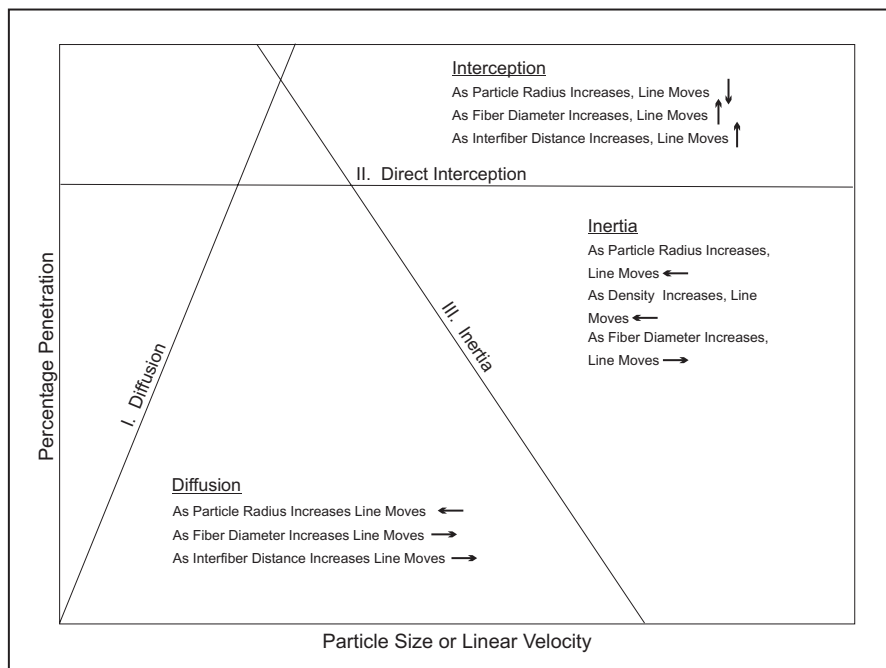 Interception
As Particle Radius Increases, Line Moves
As Fiber Diameter Increases, Line Moves
As Interfiber Distance Increases, Line Moves
II. Direct Interception
Inertia
As Particle Radius Increases,
Line Moves
As Density Increases, Line
Moves
As Fiber Diameter Increases,
Line Moves
III. Inertia
I. Diffusion
Percentage Penetration
Diffusion
As Particle Radius Increases Line Moves
As Fiber Diameter Increases Line Moves
As Interfiber Distance Increases Line Moves
Particle Size or Linear Velocity